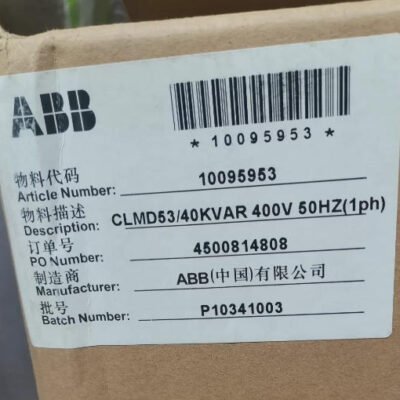 ABB
* 10095953 *
物料代码
Article Number: 10095953
物料描述
Description: CLMD53/40KVAR 400V 50HZ(1ph)
订单号
PO Number: 4500814808
制造商
Manufacturer: ABB(中国)有限公司
批号
Batch Number: P10341003